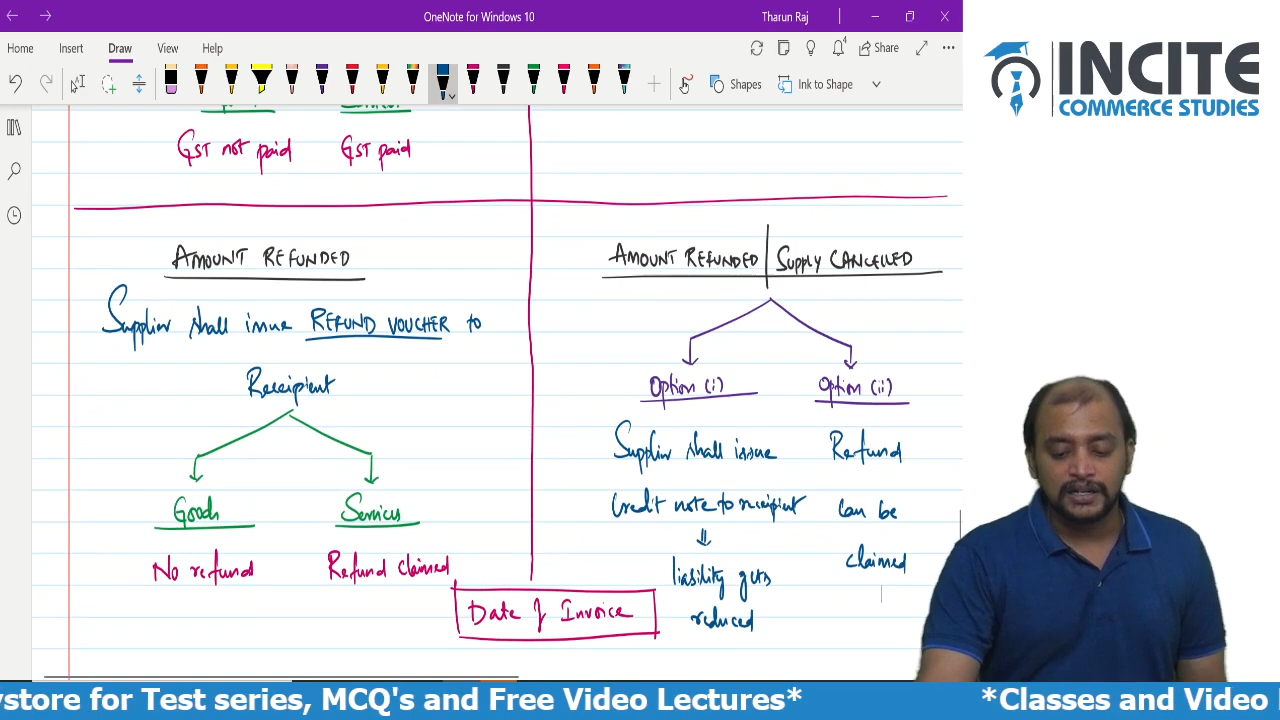 OneNote for Windows 10
Tharun Raj
Home Insert Draw View Help
4
Share
Shapes
Ink to Shape
INCITE
COMMERCE STUDIES
GST not paid
GST paid
AMOUNT REFUNDED
Supplier shall issue REFUND VOUCHER to
Receipient
Goods
Services
No refund
Refund claimed
AMOUNT REFUNDED | SUPPLY CANCELLED
Option (i)
Option (ii)
Supplier shall issue
credit note to recipient
⇓
liability gets
reduced
Refund
can be
claimed
Date of Invoice
ystore for Test series, MCQ's and Free Video Lectures*
*Classes and Video